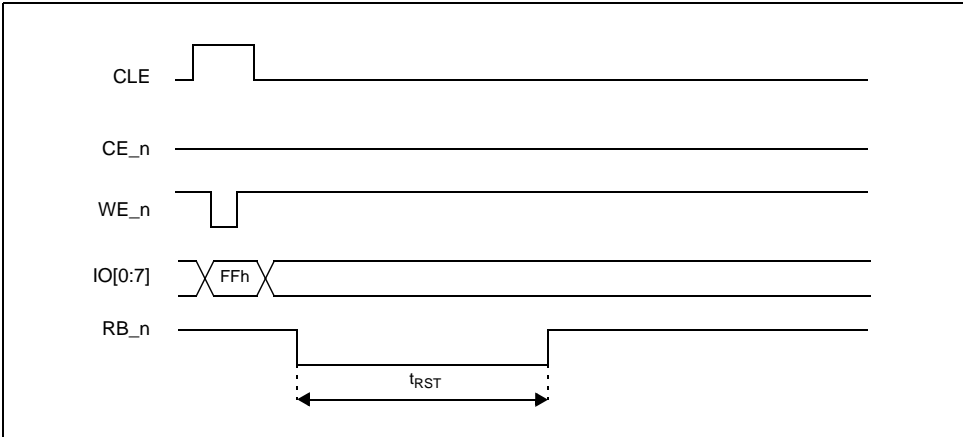 CLE
CE_n
WE_n
IO[0:7] FFh
RB_n
tRST